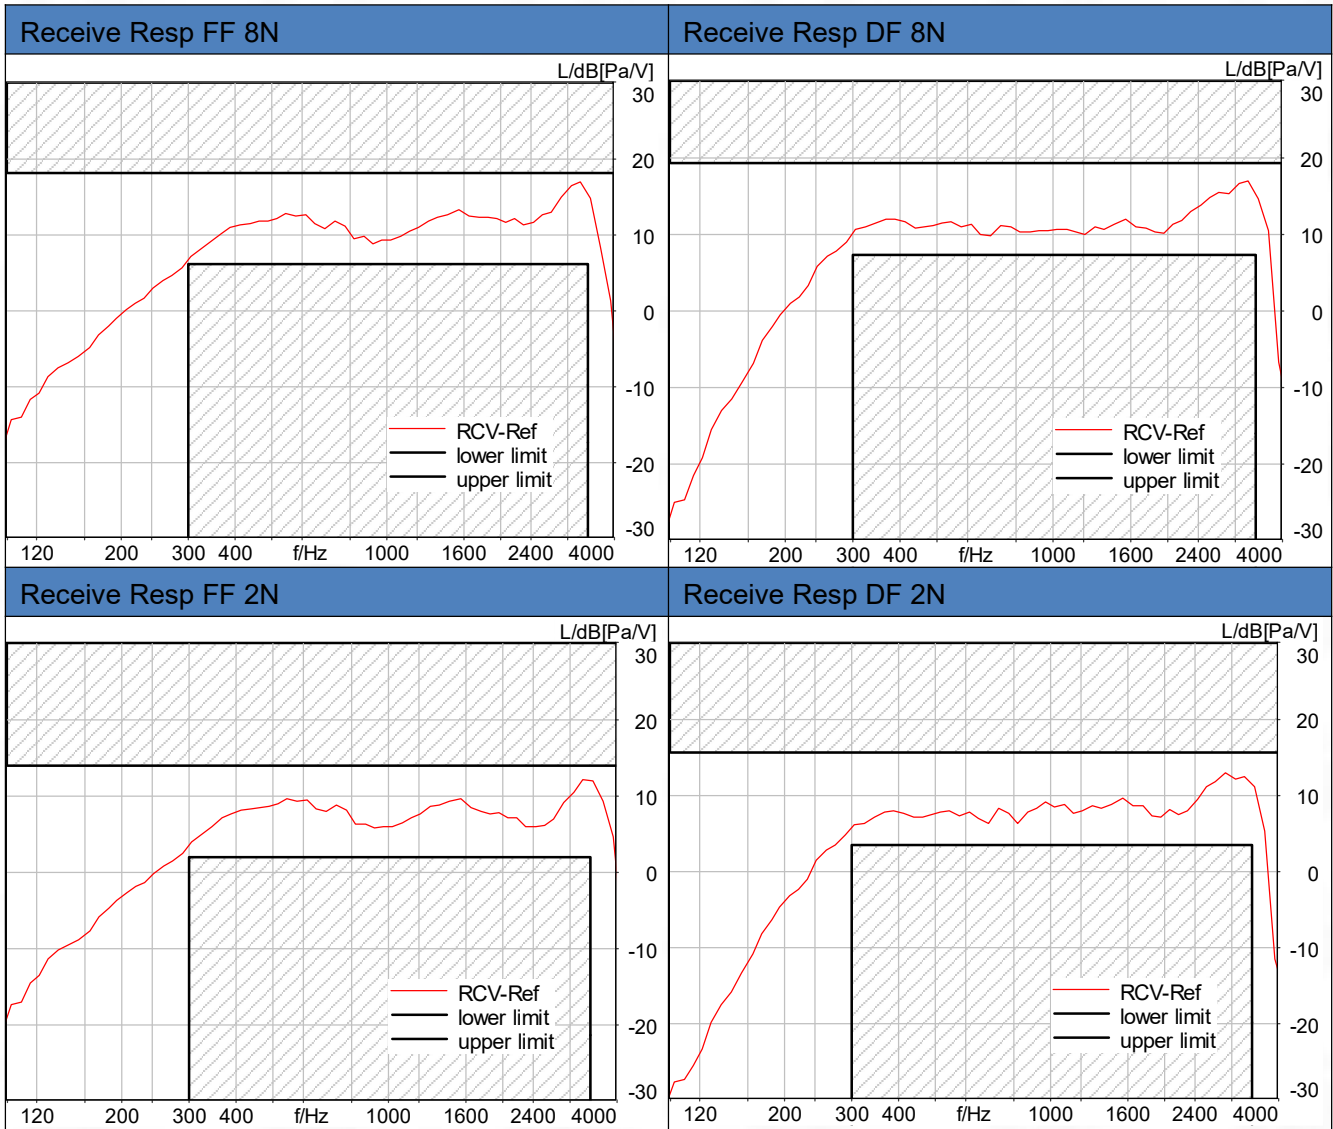 Receive Resp FF 8N
L/dB[Pa/V]
30
20
10
0
-10
-20
-30
RCV-Ref
lower limit
upper limit
120 200 300 400 f/Hz 1000 1600 2400 4000
Receive Resp DF 8N
L/dB[Pa/V]
30
20
10
0
-10
-20
-30
RCV-Ref
lower limit
upper limit
120 200 300 400 f/Hz 1000 1600 2400 4000
Receive Resp FF 2N
L/dB[Pa/V]
30
20
10
0
-10
-20
-30
RCV-Ref
lower limit
upper limit
120 200 300 400 f/Hz 1000 1600 2400 4000
Receive Resp DF 2N
L/dB[Pa/V]
30
20
10
0
-10
-20
-30
RCV-Ref
lower limit
upper limit
120 200 300 400 f/Hz 1000 1600 2400 4000